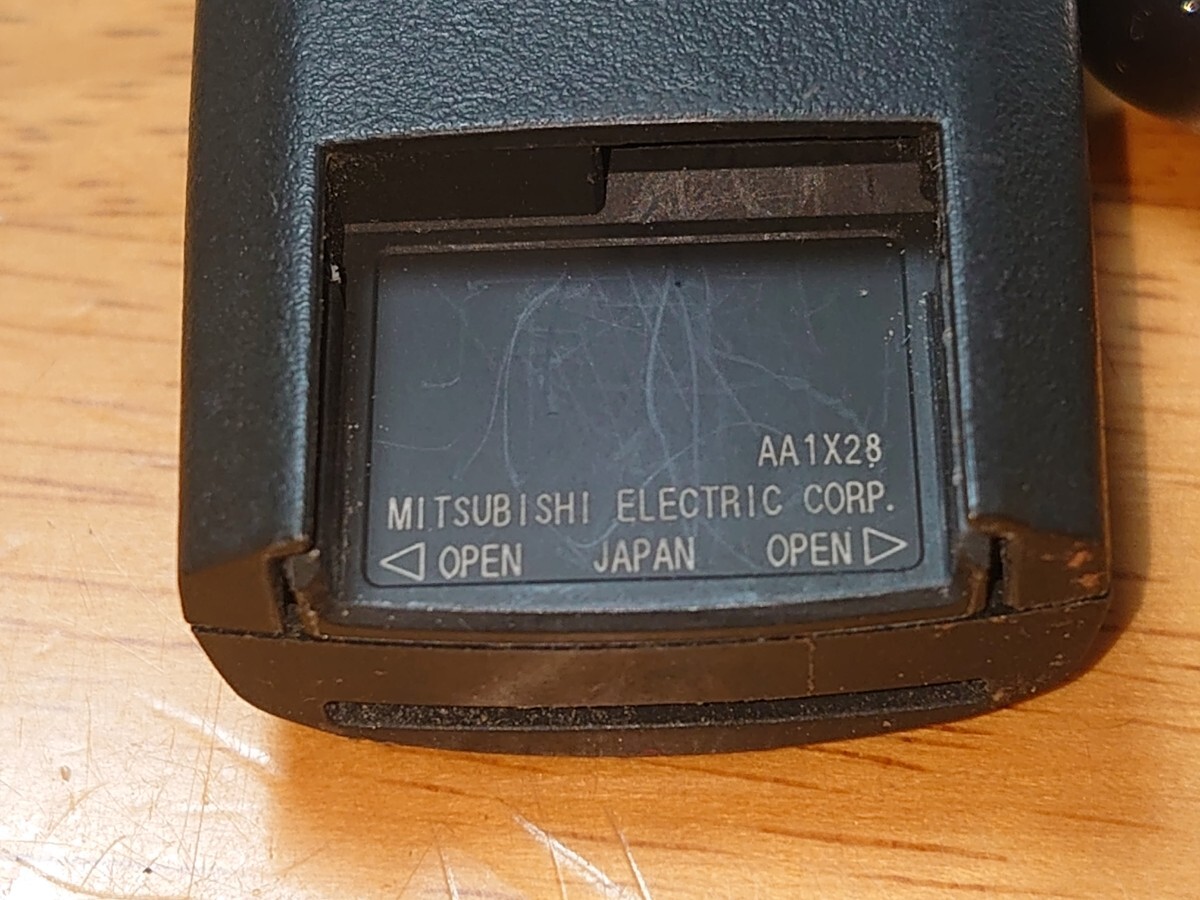 AA1X28
MITSUBISHI ELECTRIC CORP.
◁ OPEN JAPAN OPEN ▷